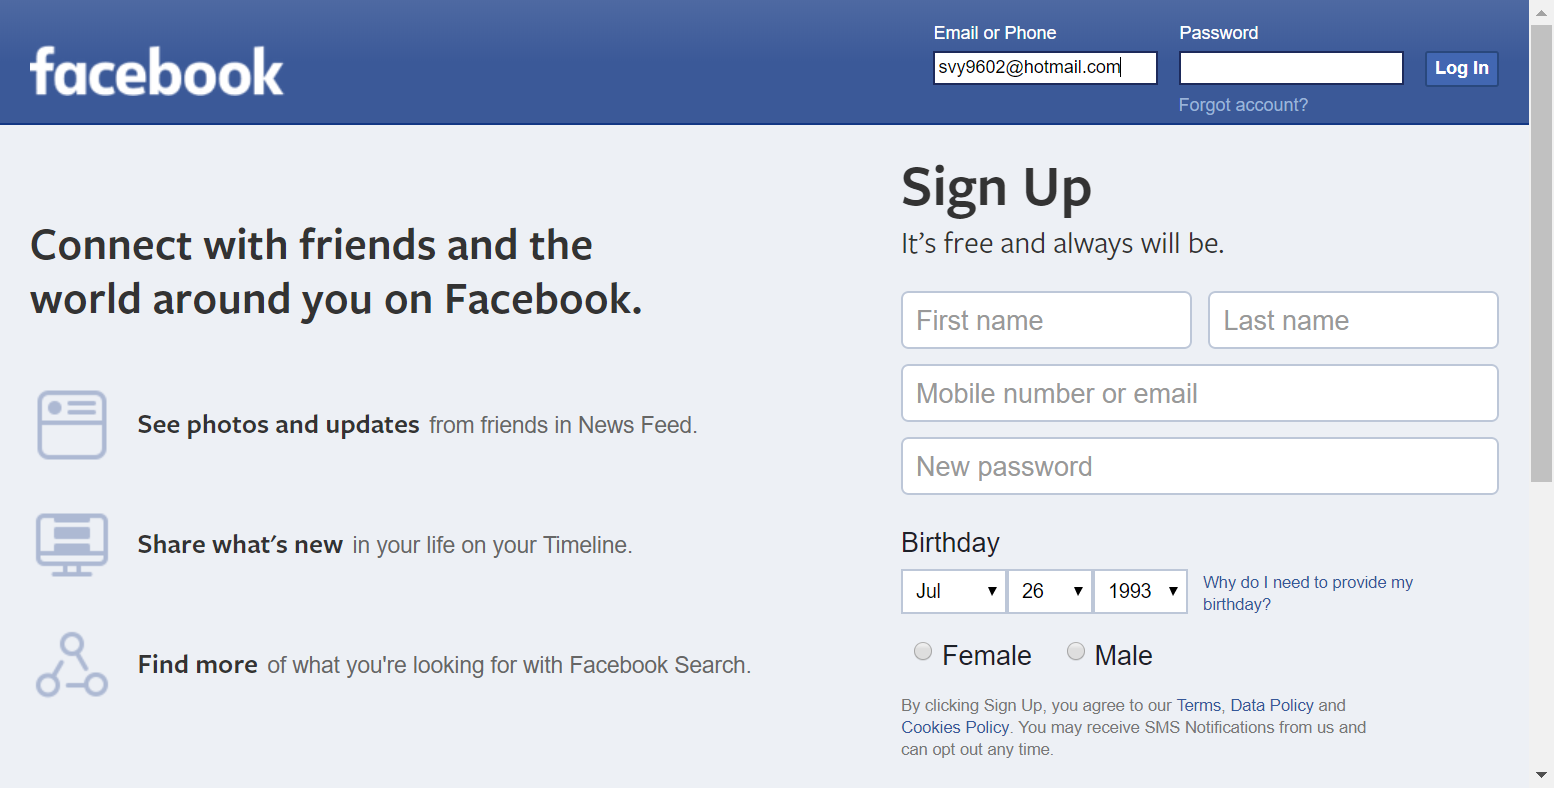 facebook
Email or Phone
Password
svy9602@hotmail.com
Log In
Forgot account?
Connect with friends and the
world around you on Facebook.
See photos and updates from friends in News Feed.
Share what's new in your life on your Timeline.
Find more of what you're looking for with Facebook Search.
Sign Up
It’s free and always will be.
First name
Last name
Mobile number or email
New password
Birthday
Jul 26 1993
Why do I need to provide my
birthday?
Female Male
By clicking Sign Up, you agree to our Terms, Data Policy and
Cookies Policy. You may receive SMS Notifications from us and
can opt out any time.